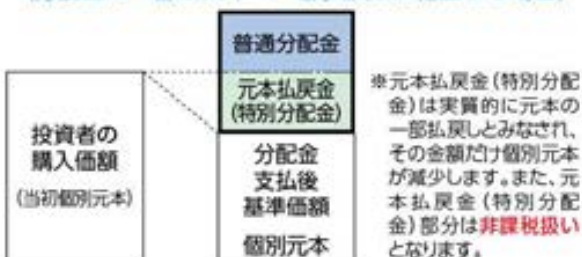 普通分配金
元本払戻金
(特別分配金)
投資者の
購入価額
(当初個別元本)
分配金
支払後
基準価額
個別元本
※元本払戻金(特別分配
金)は実質的に元本の
一部払戻しとみなされ、
その金額だけ個別元本
が減少します。また、元
本払戻金(特別分配
金)部分は非課税扱い
となります。